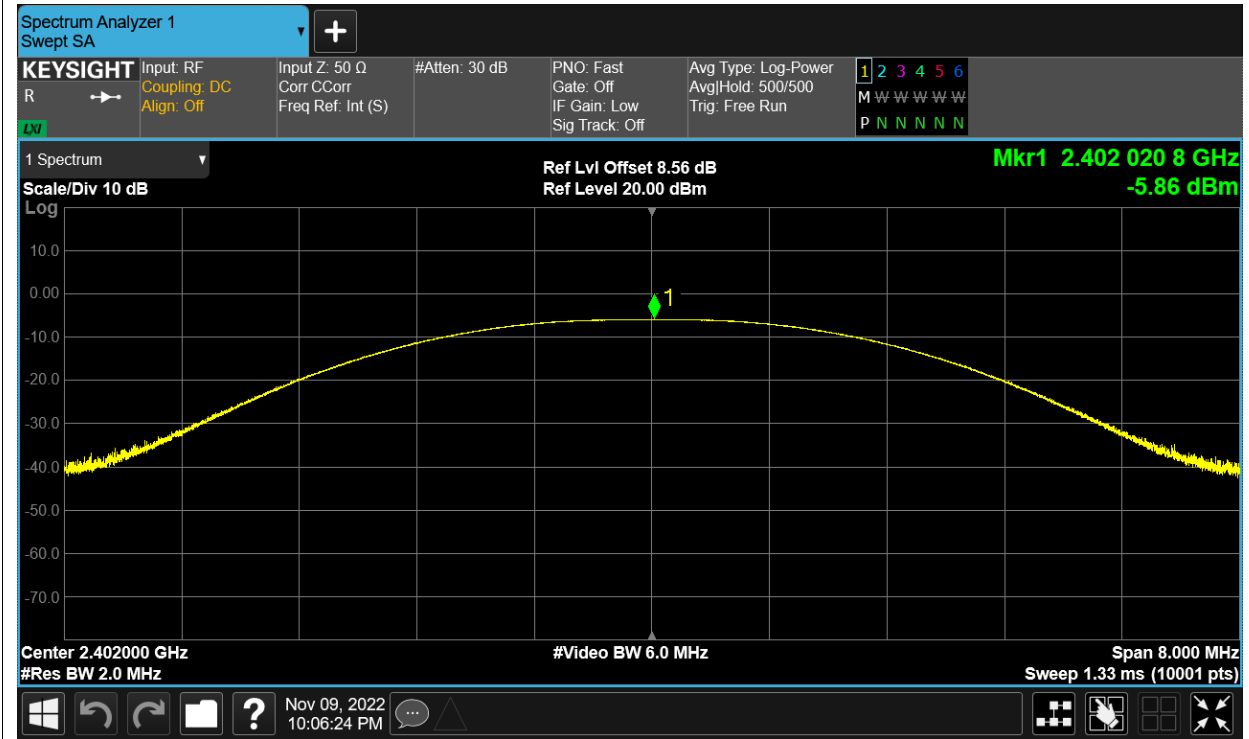 Spectrum Analyzer 1
Swept SA
KEYSIGHT
R
LXI
Input: RF
Coupling: DC
Align: Off
Input Z: 50 Ω
Corr CCorr
Freq Ref: Int (S)
#Atten: 30 dB
PNO: Fast
Gate: Off
IF Gain: Low
Sig Track: Off
Avg Type: Log-Power
Avg|Hold: 500/500
Trig: Free Run
1 2 3 4 5 6
M W W W W W
P N N N N N
1 Spectrum
Scale/Div 10 dB
Ref Lvl Offset 8.56 dB
Ref Level 20.00 dBm
Mkr1 2.402 020 8 GHz
-5.86 dBm
Log
10.0
0.00
-10.0
-20.0
-30.0
-40.0
-50.0
-60.0
-70.0
1
Center 2.402000 GHz
#Res BW 2.0 MHz
#Video BW 6.0 MHz
Span 8.000 MHz
Sweep 1.33 ms (10001 pts)
?
Nov 09, 2022
10:06:24 PM